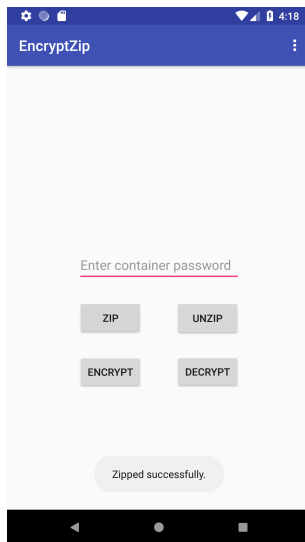 4:18
EncryptZip
Enter container password
ZIP
UNZIP
ENCRYPT
DECRYPT
Zipped successfully.